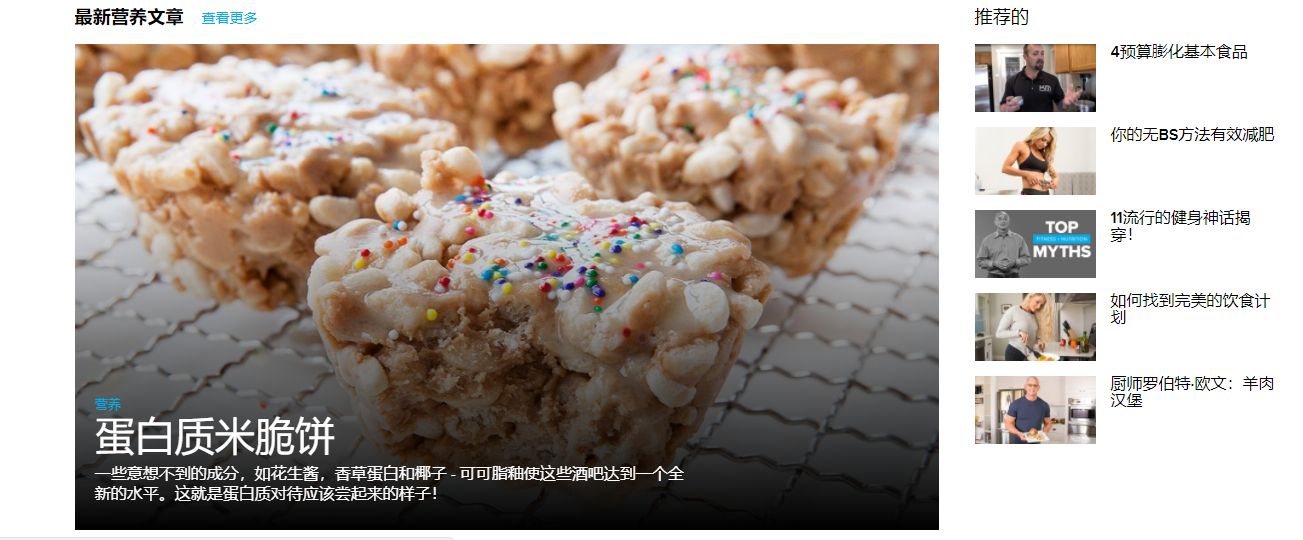 最新营养文章 查看更多
营养
蛋白质米脆饼
一些意想不到的成分，如花生酱，香草蛋白和椰子 - 可可脂釉使这些酒吧达到一个全
新的水平。这就是蛋白质对待应该尝起来的样子！
推荐的
4预算膨化基本食品
你的无BS方法有效减肥
TOP
FITNESS + NUTRITION
MYTHS
11流行的健身神话揭
穿！
如何找到完美的饮食计
划
厨师罗伯特·欧文：羊肉
汉堡